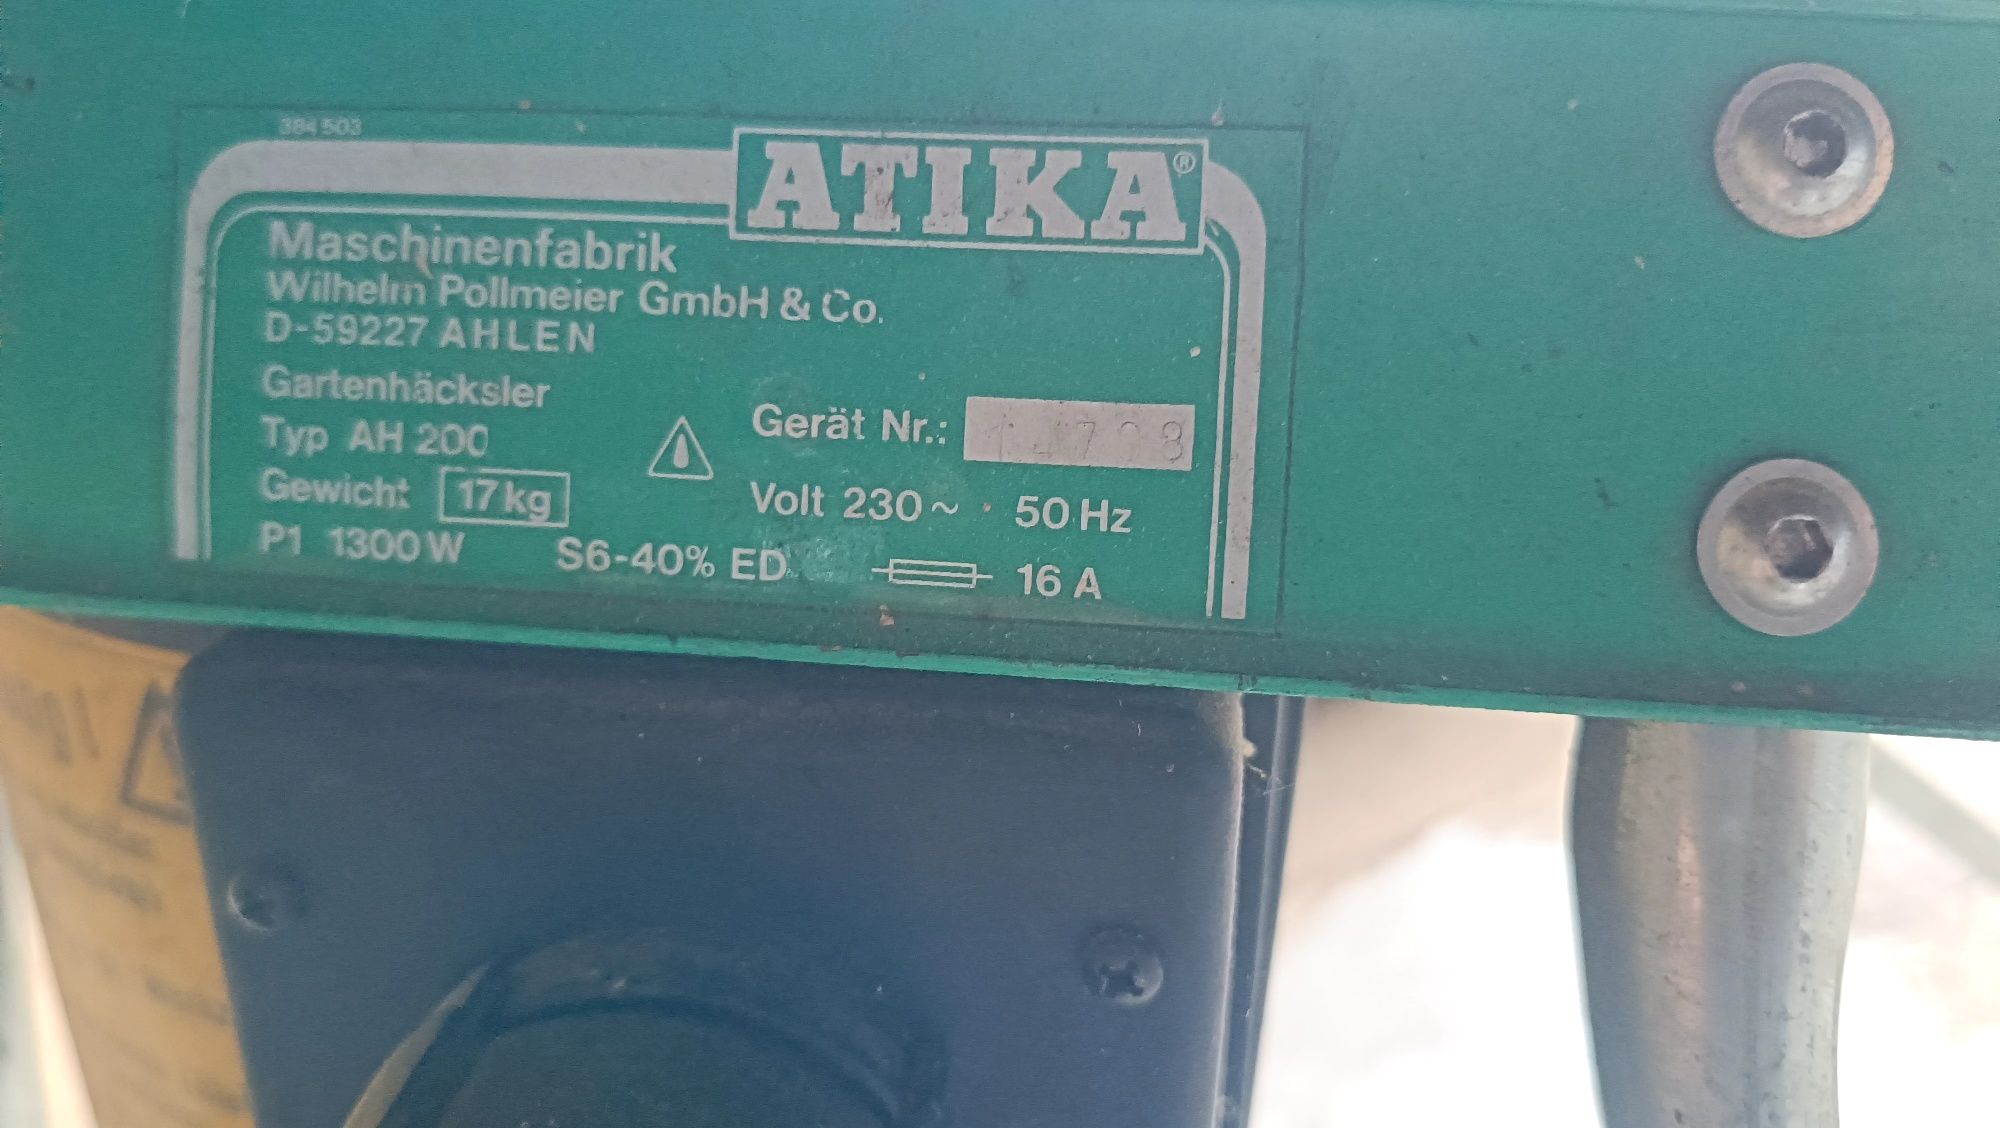 384 503
ATIKA®
Maschinenfabrik
Wilhelm Pollmeier GmbH & Co.
D-59227 AHLEN
Gartenhäcksler
Typ AH 200
Gerät Nr.:
Gewicht 17 kg
Volt 230 ~ · 50 Hz
P1 1300 W S6-40% ED 16 A